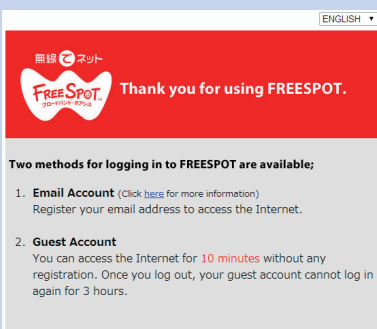 ENGLISH
無線でネット
FREESPOT
ブロードバンド・オアシス
Thank you for using FREESPOT.
Two methods for logging in to FREESPOT are available;
1. Email Account (Click here for more information)
Register your email address to access the Internet.
2. Guest Account
You can access the Internet for 10 minutes without any
registration. Once you log out, your guest account cannot log in
again for 3 hours.